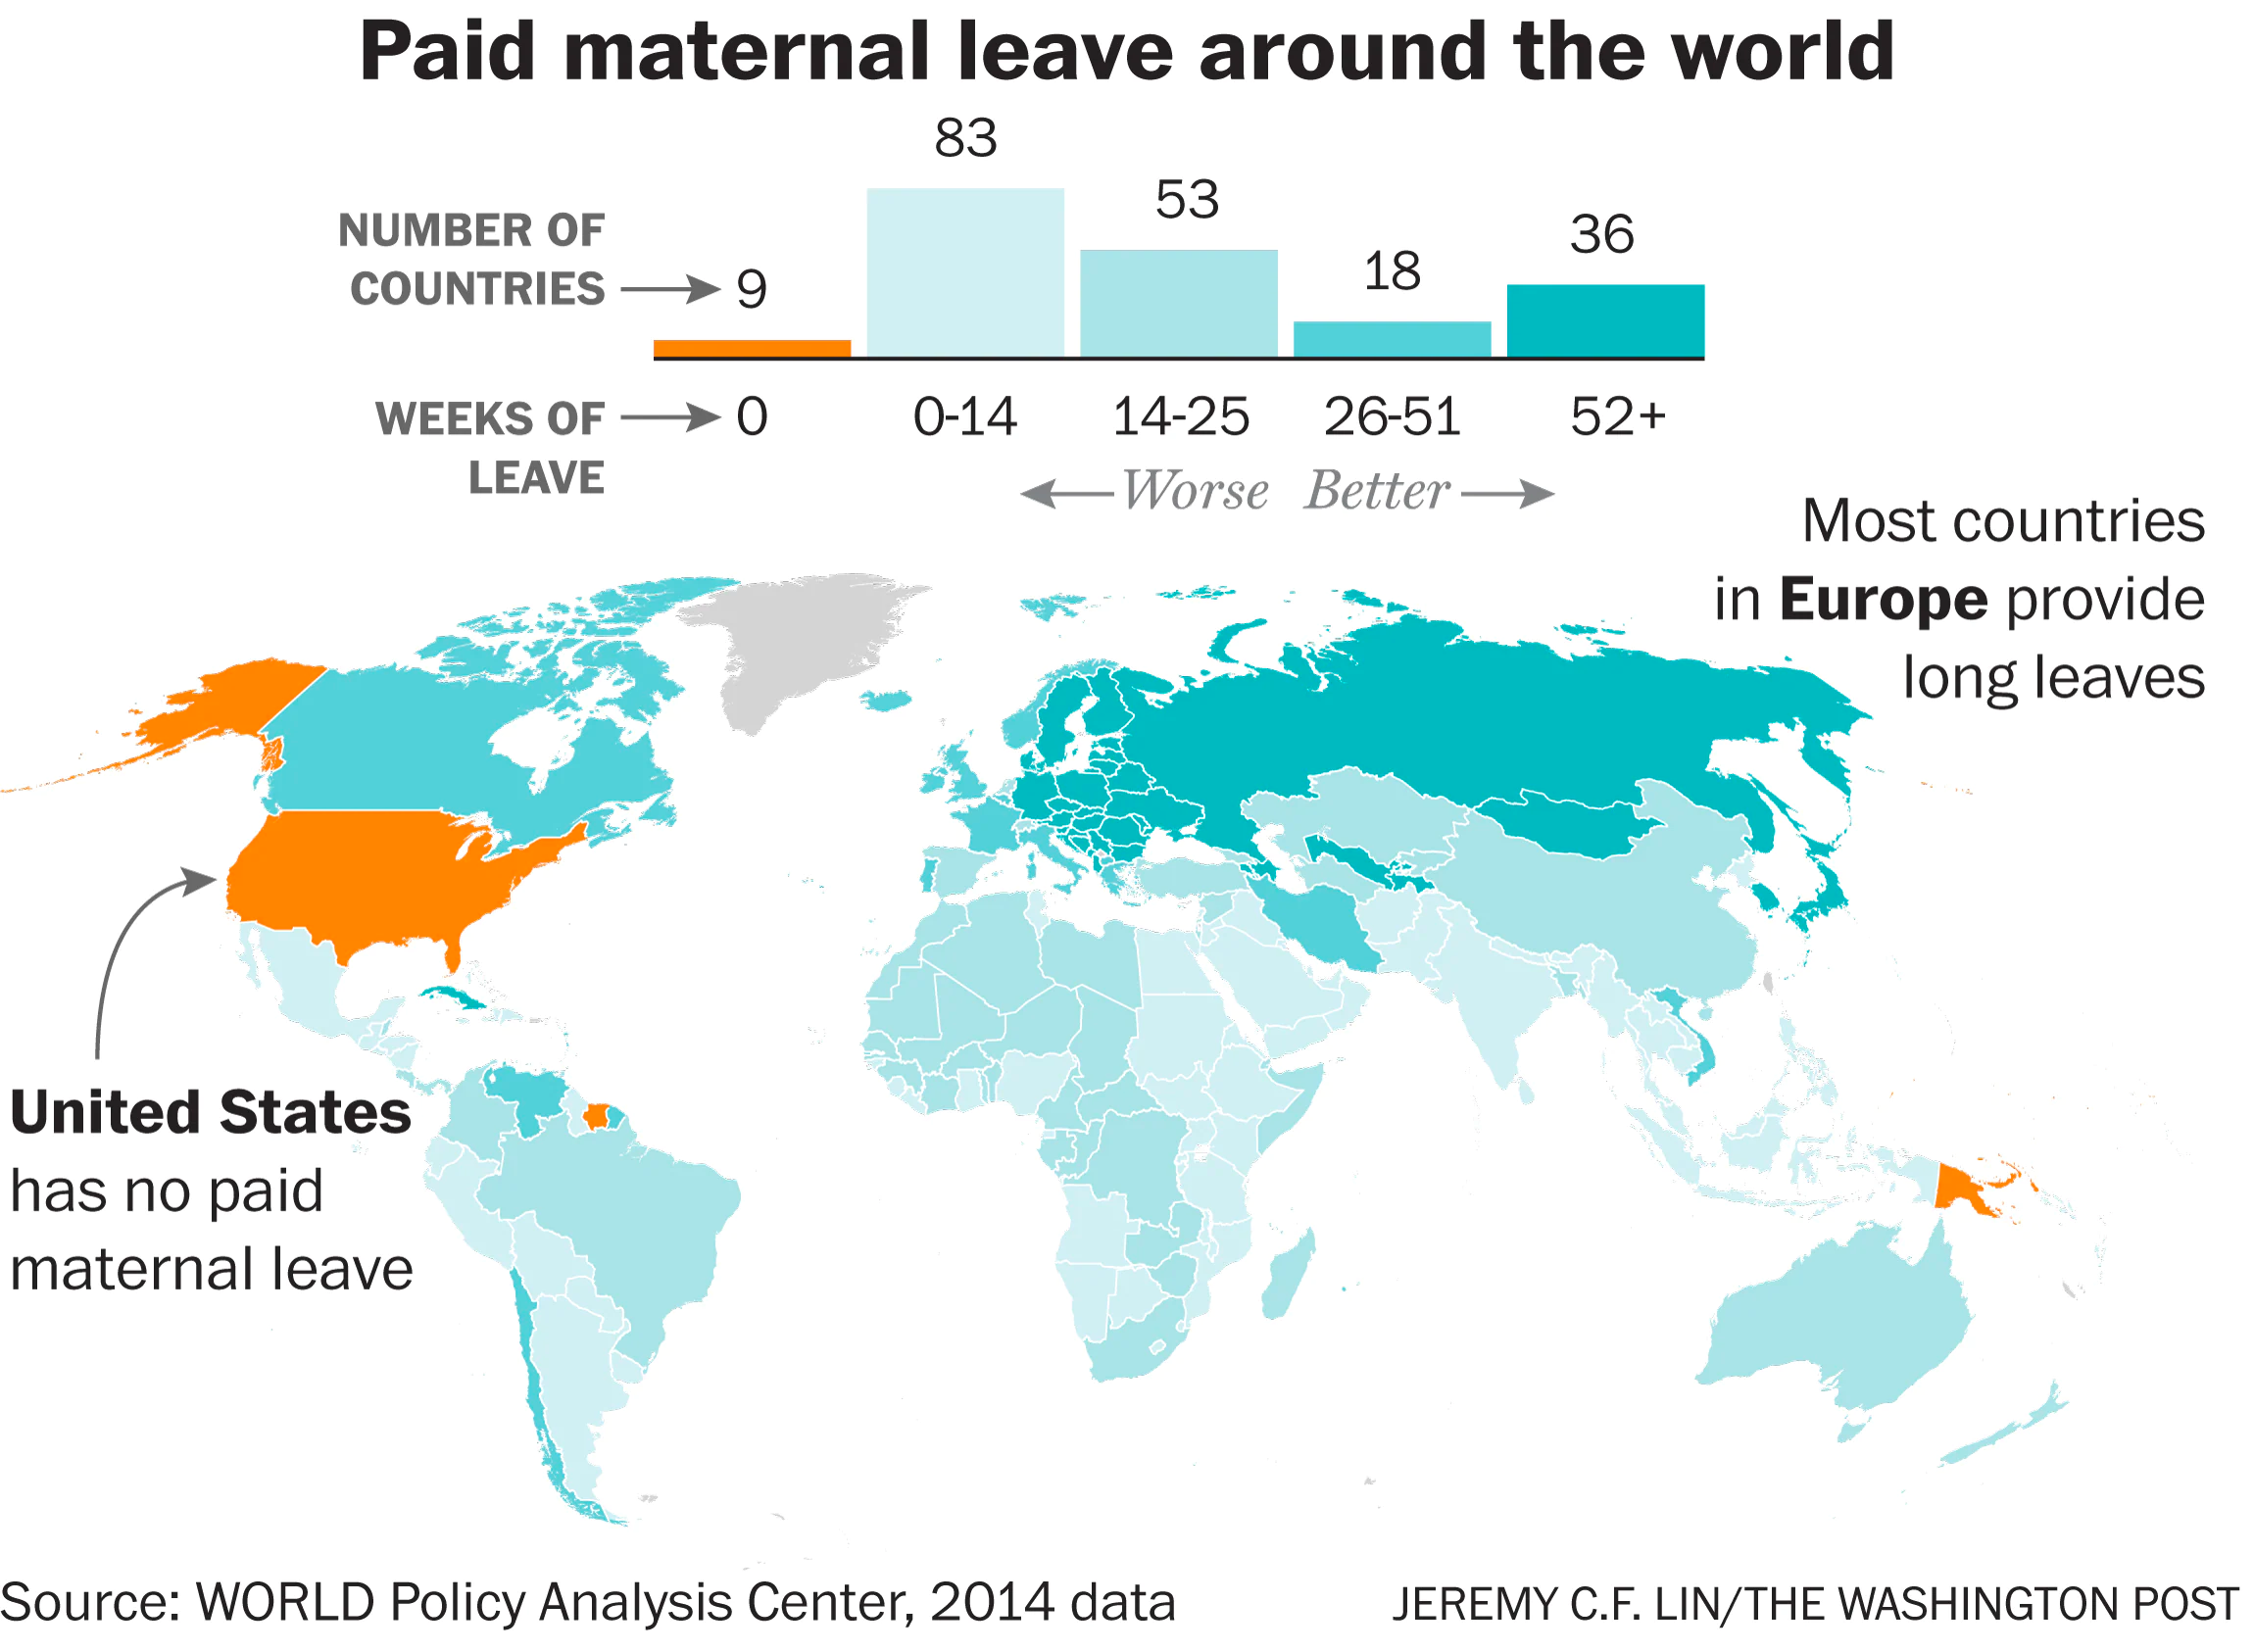 Paid maternal leave around the world
NUMBER OF
COUNTRIES
9
83
53
18
36
WEEKS OF
LEAVE
0
0-14
14-25
26-51
52+
Worse Better
Most countries
in Europe provide
long leaves
United States
has no paid
maternal leave
Source: WORLD Policy Analysis Center, 2014 data
JEREMY C.F. LIN/THE WASHINGTON POST